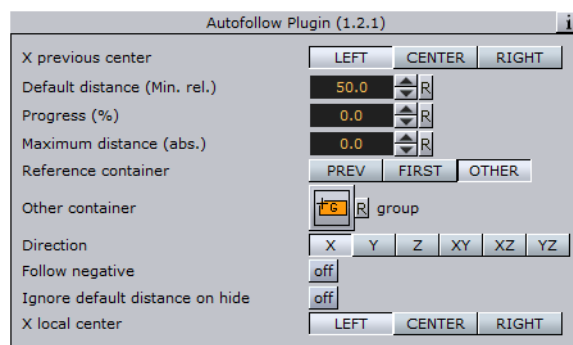 Autofollow Plugin (1.2.1) i
X previous center LEFT CENTER RIGHT
Default distance (Min. rel.) 50.0 R
Progress (%) 0.0 R
Maximum distance (abs.) 0.0 R
Reference container PREV FIRST OTHER
Other container G R group
Direction X Y Z XY XZ YZ
Follow negative off
Ignore default distance on hide off
X local center LEFT CENTER RIGHT